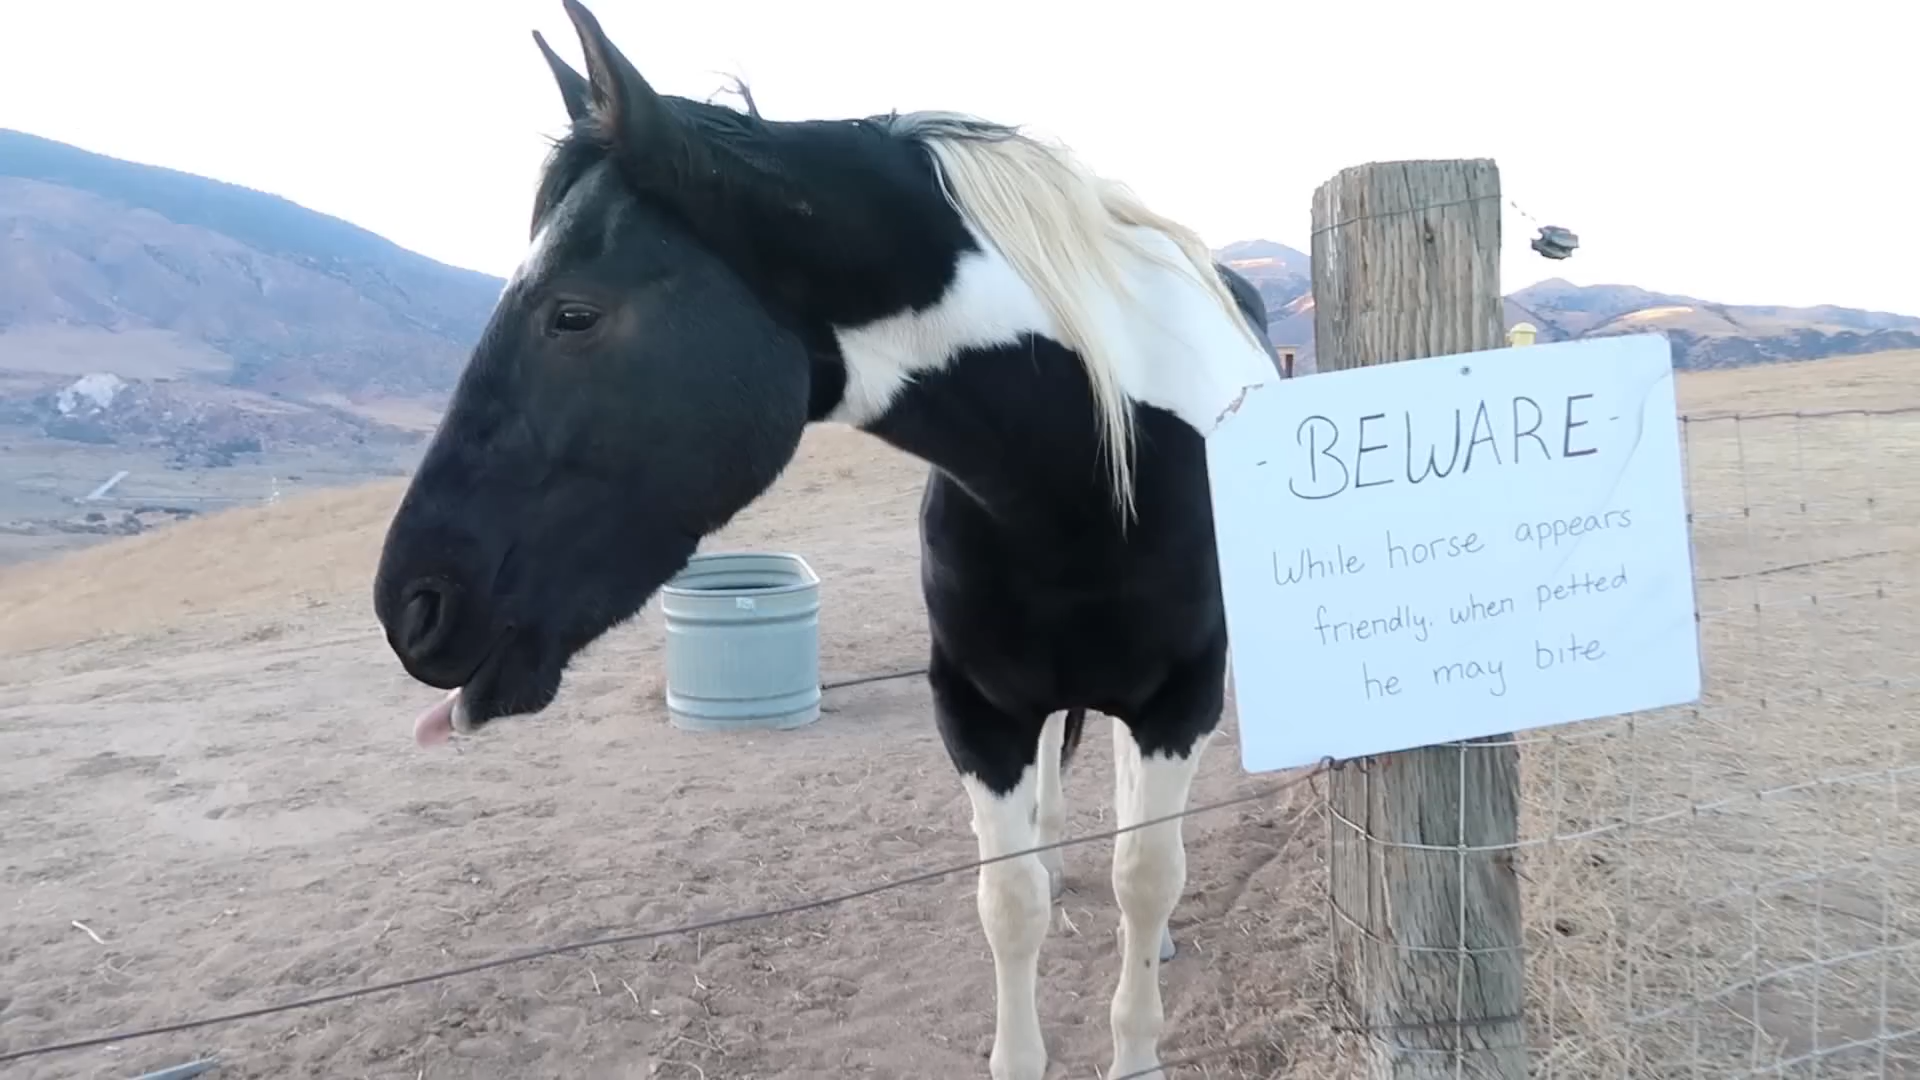 - BEWARE -
While horse appears
friendly. when petted
he may bite.